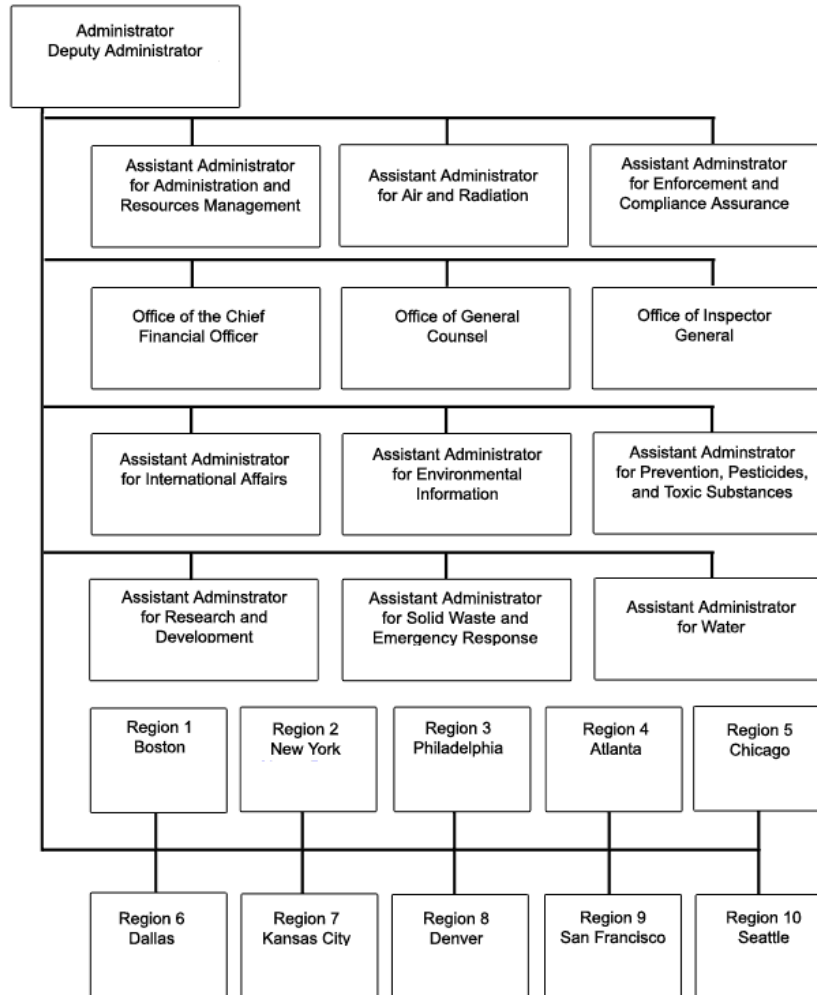 Administrator
Deputy Administrator
Assistant Administrator
for Administration and
Resources Management
Assistant Administrator
for Air and Radiation
Assistant Adminstrator
for Enforcement and
Compliance Assurance
Office of the Chief
Financial Officer
Office of General
Counsel
Office of Inspector
General
Assistant Administrator
for International Affairs
Assistant Administrator
for Environmental
Information
Assistant Adminstrator
for Prevention, Pesticides,
and Toxic Substances
Assistant Adminstrator
for Research and
Development
Assistant Administrator
for Solid Waste and
Emergency Response
Assistant Administrator
for Water
Region 1
Boston
Region 2
New York
Region 3
Philadelphia
Region 4
Atlanta
Region 5
Chicago
Region 6
Dallas
Region 7
Kansas City
Region 8
Denver
Region 9
San Francisco
Region 10
Seattle